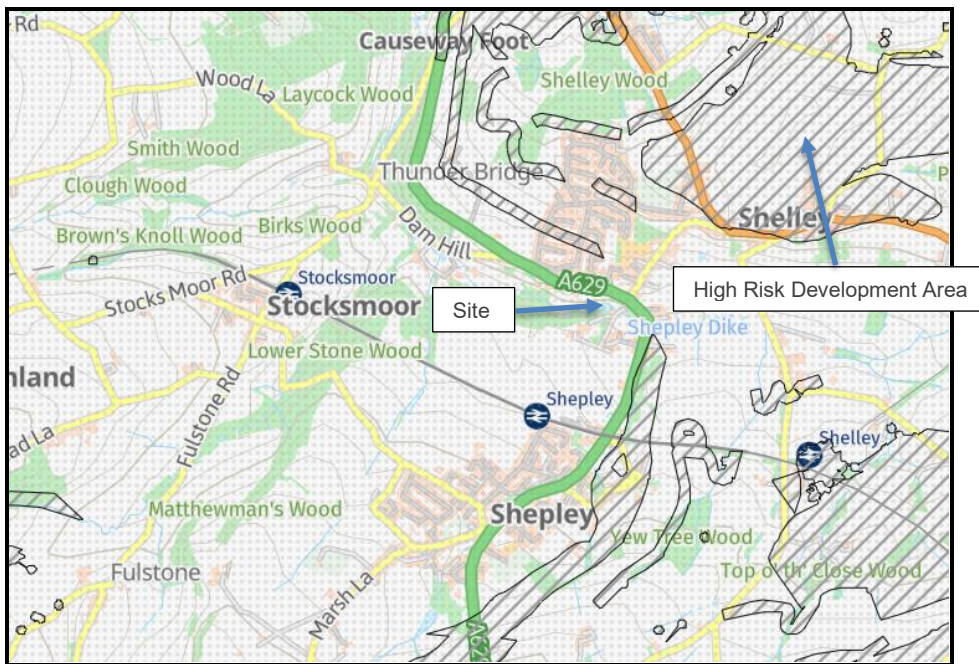 Rd
Causeway Foot
Wood La
Laycock Wood
Shelley Wood
Smith Wood
Thunder Bridge
Clough Wood
P
Birks Wood
Brown's Knoll Wood
Dam Hill
Shelley
Stocksmoor
Stocks Moor Rd
Stocksmoor
A629
High Risk Development Area
Site
Shepley Dike
Lower Stone Wood
nland
Fulstone Rd
Shepley
ad La
Shelley
Matthewman's Wood
Shepley
Yew Tree Wood
Fulstone
Marsh La
Top o' th' Close Wood
A62